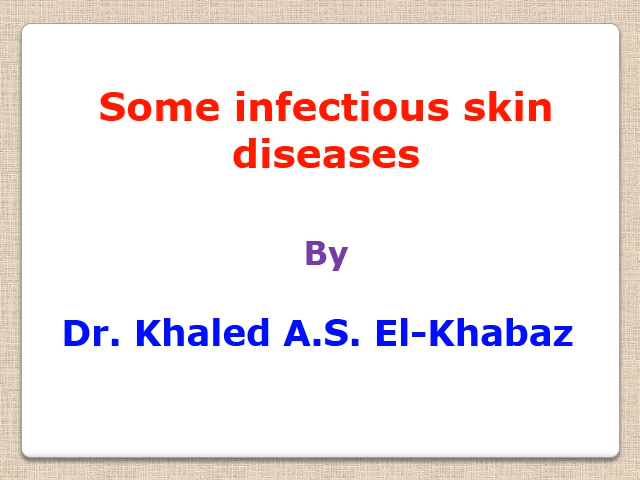 Some infectious skin
diseases
By
Dr. Khaled A.S. El-Khabaz